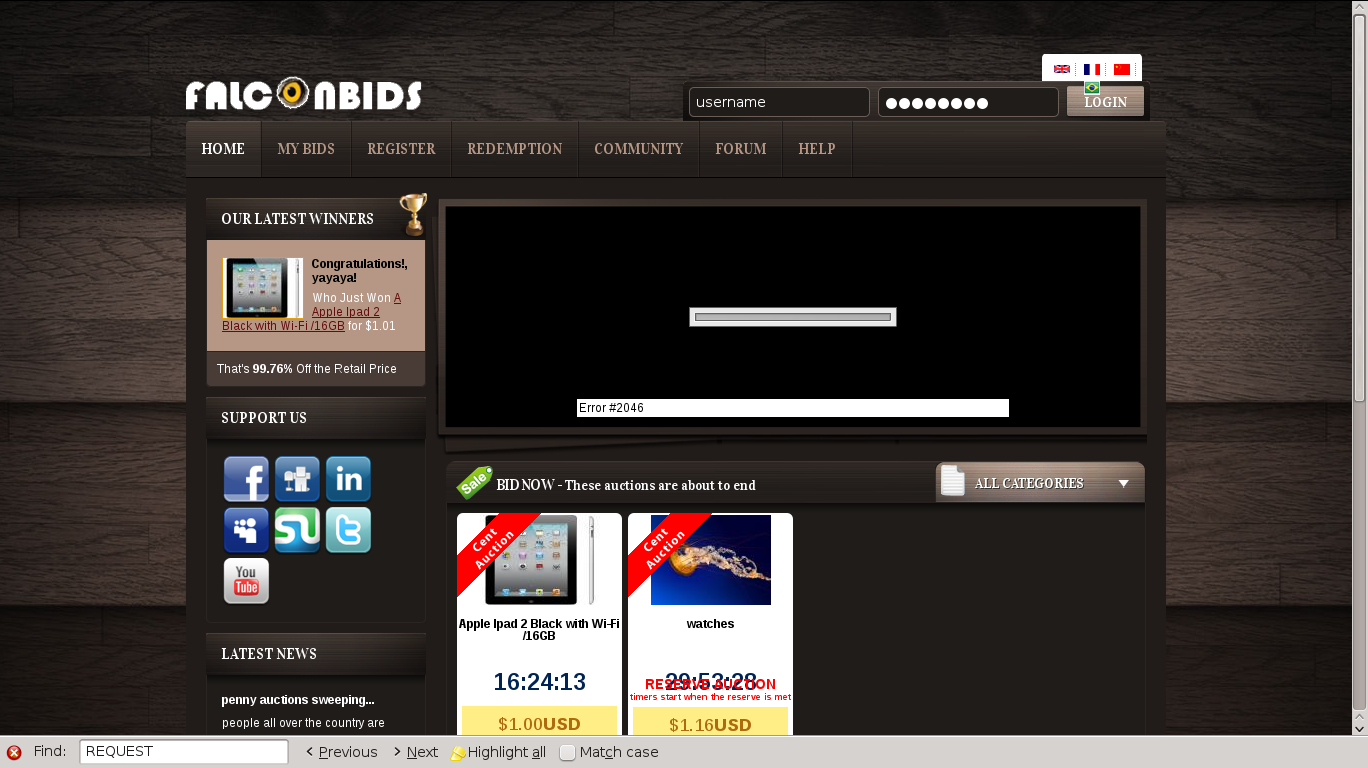 FALCONBIDS
username
LOGIN
HOME
MY BIDS
REGISTER
REDEMPTION
COMMUNITY
FORUM
HELP
OUR LATEST WINNERS
Congratulations!,
yayaya!
Who Just Won A
Apple Ipad 2
Black with Wi-Fi /16GB for $1.01
That's 99.76% Off the Retail Price
SUPPORT US
f
in
SU
t
You
Tube
LATEST NEWS
penny auctions sweeping...
people all over the country are
Error #2046
Sale
BID NOW - These auctions are about to end
ALL CATEGORIES
Cent
Auction
Apple Ipad 2 Black with Wi-Fi
/16GB
16:24:13
$1.00USD
Cent
Auction
watches
29:53:28
RESERVE AUCTION
timers start when the reserve is met
$1.16USD
Find:
REQUEST
< Previous
> Next
Highlight all
Match case